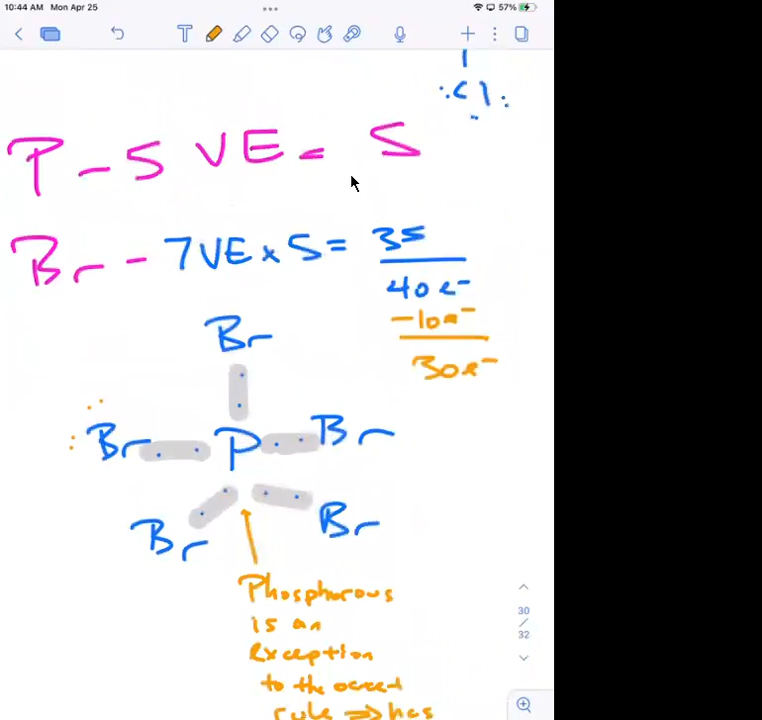 10:44 AM Mon Apr 25
57%
:Cl:
P - 5 VE = 5
Br - 7VE x 5 = 35
40 e-
-10e-
30e-
Br
Br P Br
Br Br
Phosphorous
is an
exception
to the octet
rule => has
30
/
32